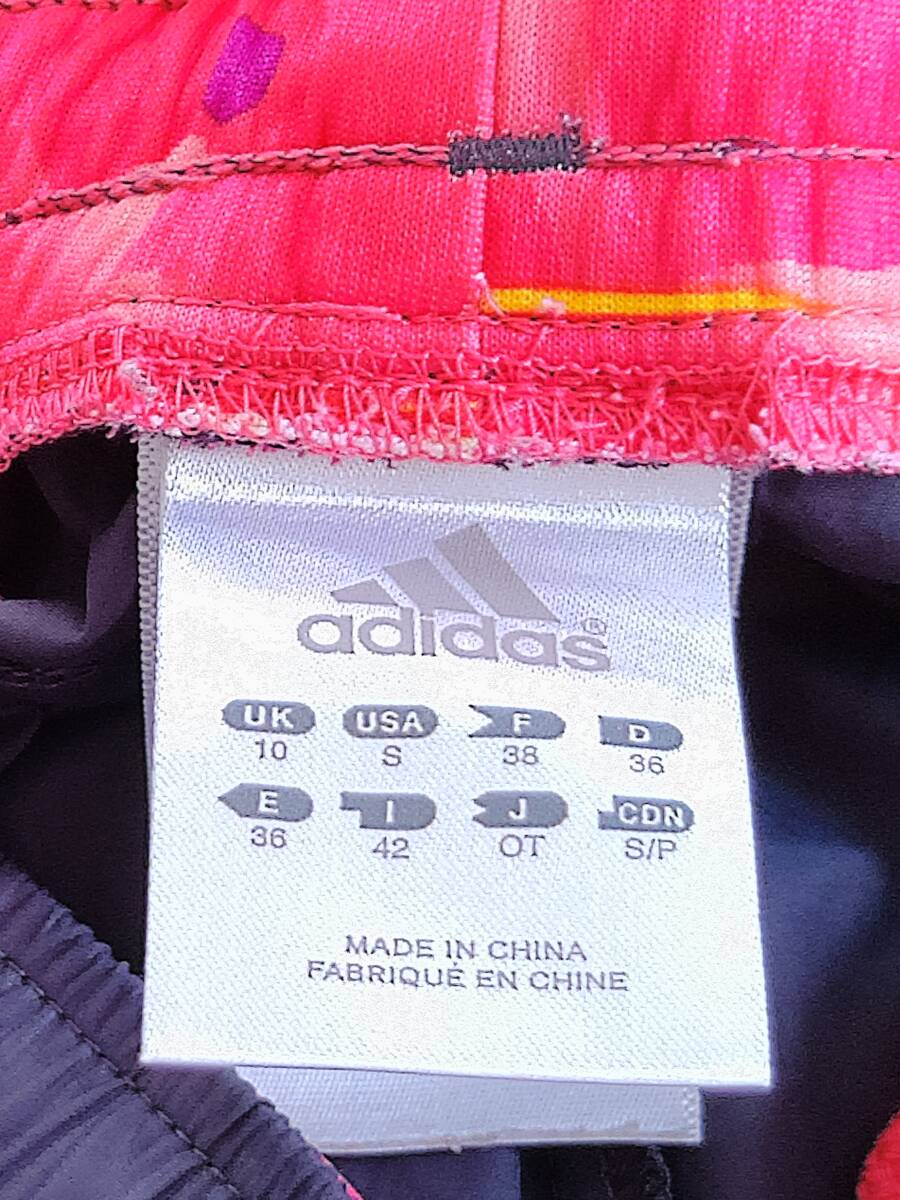 adidas®
UK USA F D
10 S 38 36
E I J CDN
36 42 OT S/P
MADE IN CHINA
FABRIQUÉ EN CHINE